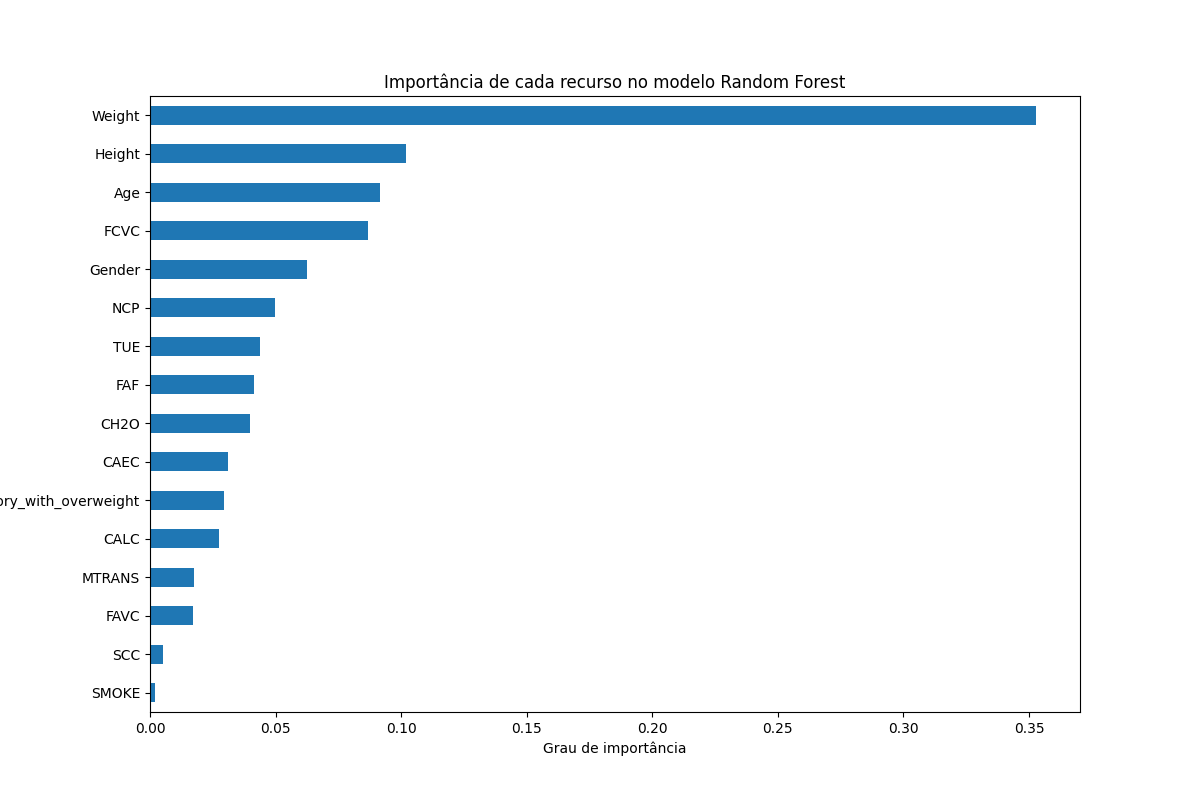 Importância de cada recurso no modelo Random Forest
Weight
Height
Age
FCVC
Gender
NCP
TUE
FAF
CH2O
CAEC
ory_with_overweight
CALC
MTRANS
FAVC
SCC
SMOKE
0.00 0.05 0.10 0.15 0.20 0.25 0.30 0.35
Grau de importância